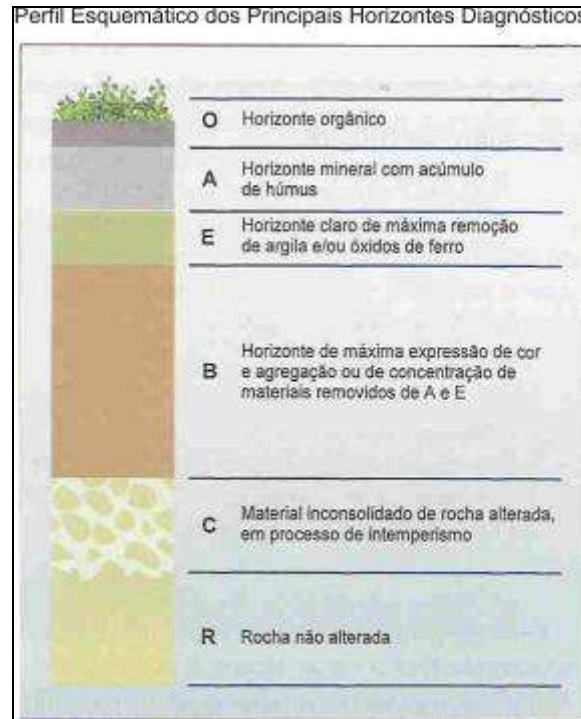 Perfil Esquemático dos Principais Horizontes Diagnósticos
O Horizonte orgânico
A Horizonte mineral com acúmulo
de húmus
E Horizonte claro de máxima remoção
de argila e/ou óxidos de ferro
B Horizonte de máxima expressão de cor
e agregação ou de concentração de
materiais removidos de A e E
C Material inconsolidado de rocha alterada,
em processo de intemperismo
R Rocha não alterada